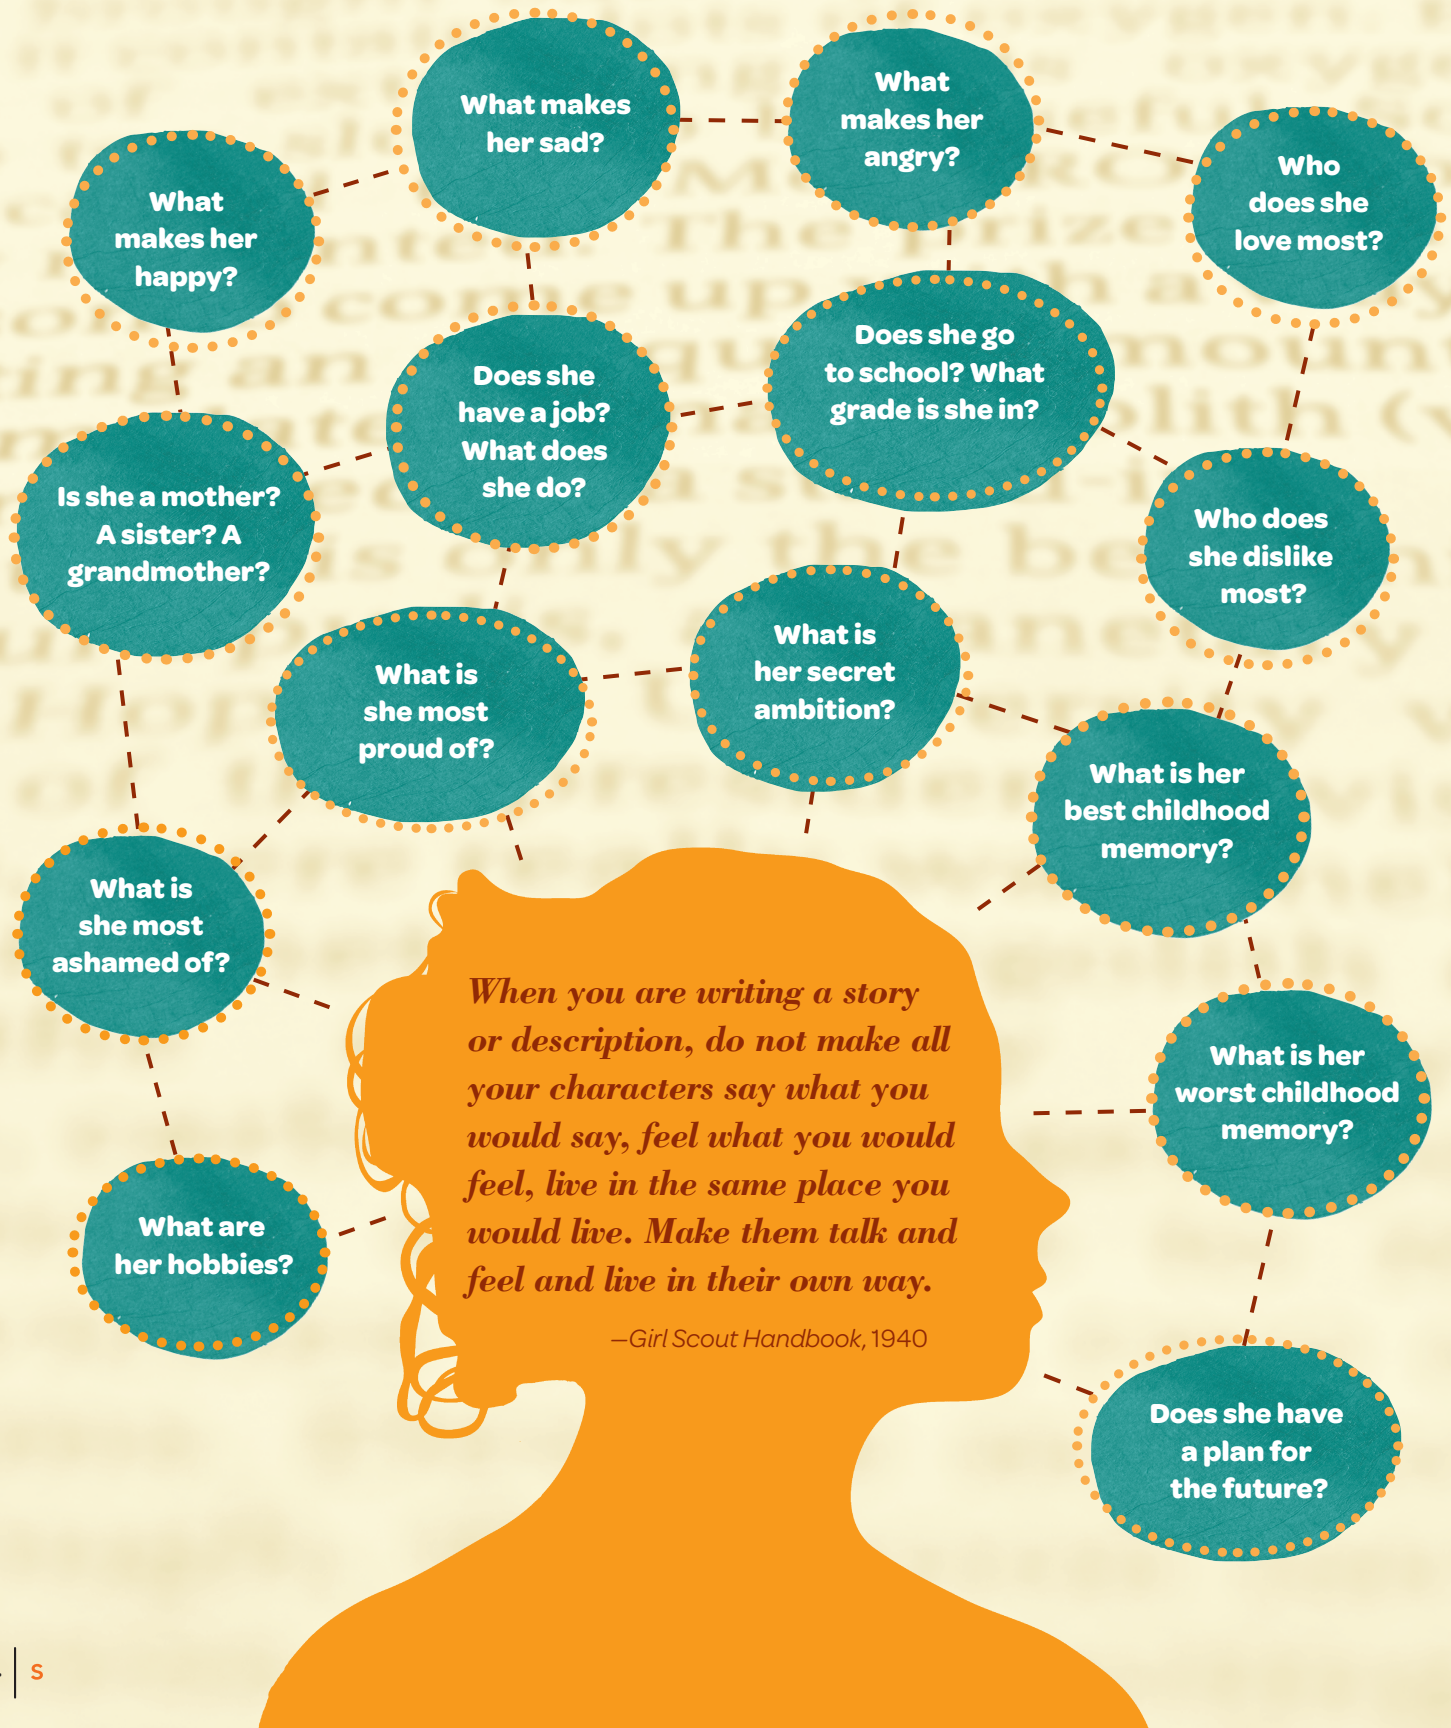 What makes
her sad?
What
makes her
angry?
Who
does she
love most?
What
makes her
happy?
Does she
have a job?
What does
she do?
Does she go
to school? What
grade is she in?
Is she a mother?
A sister? A
grandmother?
Who does
she dislike
most?
What is
she most
proud of?
What is
her secret
ambition?
What is her
best childhood
memory?
What is
she most
ashamed of?
When you are writing a story
or description, do not make all
your characters say what you
would say, feel what you would
feel, live in the same place you
would live. Make them talk and
feel and live in their own way.
—Girl Scout Handbook, 1940
What is her
worst childhood
memory?
What are
her hobbies?
Does she have
a plan for
the future?
S